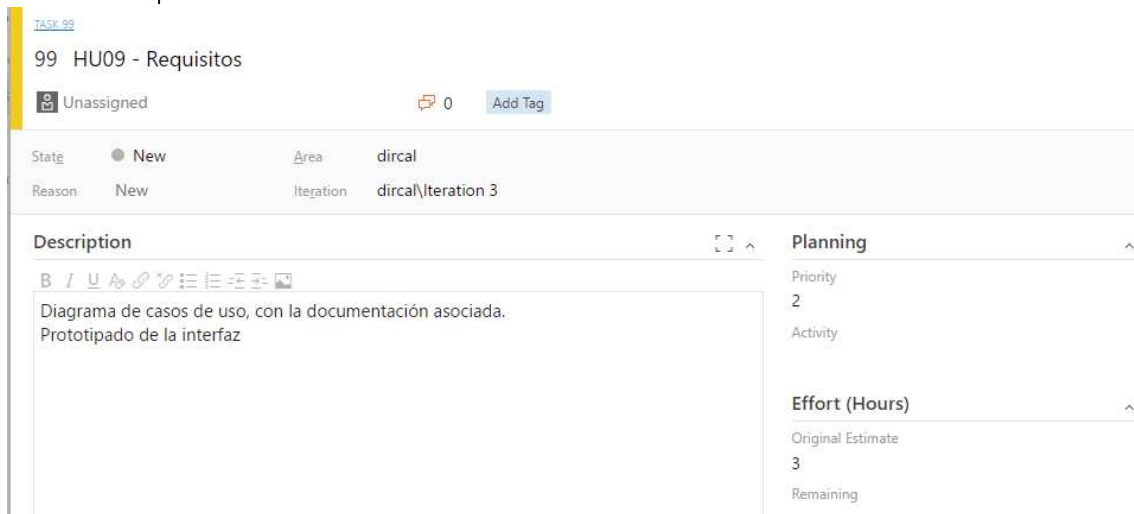 TASK 99
99 HU09 - Requisitos
Unassigned 0 Add Tag
State New Area dircal
Reason New Iteration dircal\Iteration 3
Description
B I U
Diagrama de casos de uso, con la documentación asociada.
Prototipado de la interfaz
Planning
Priority
2
Activity
Effort (Hours)
Original Estimate
3
Remaining